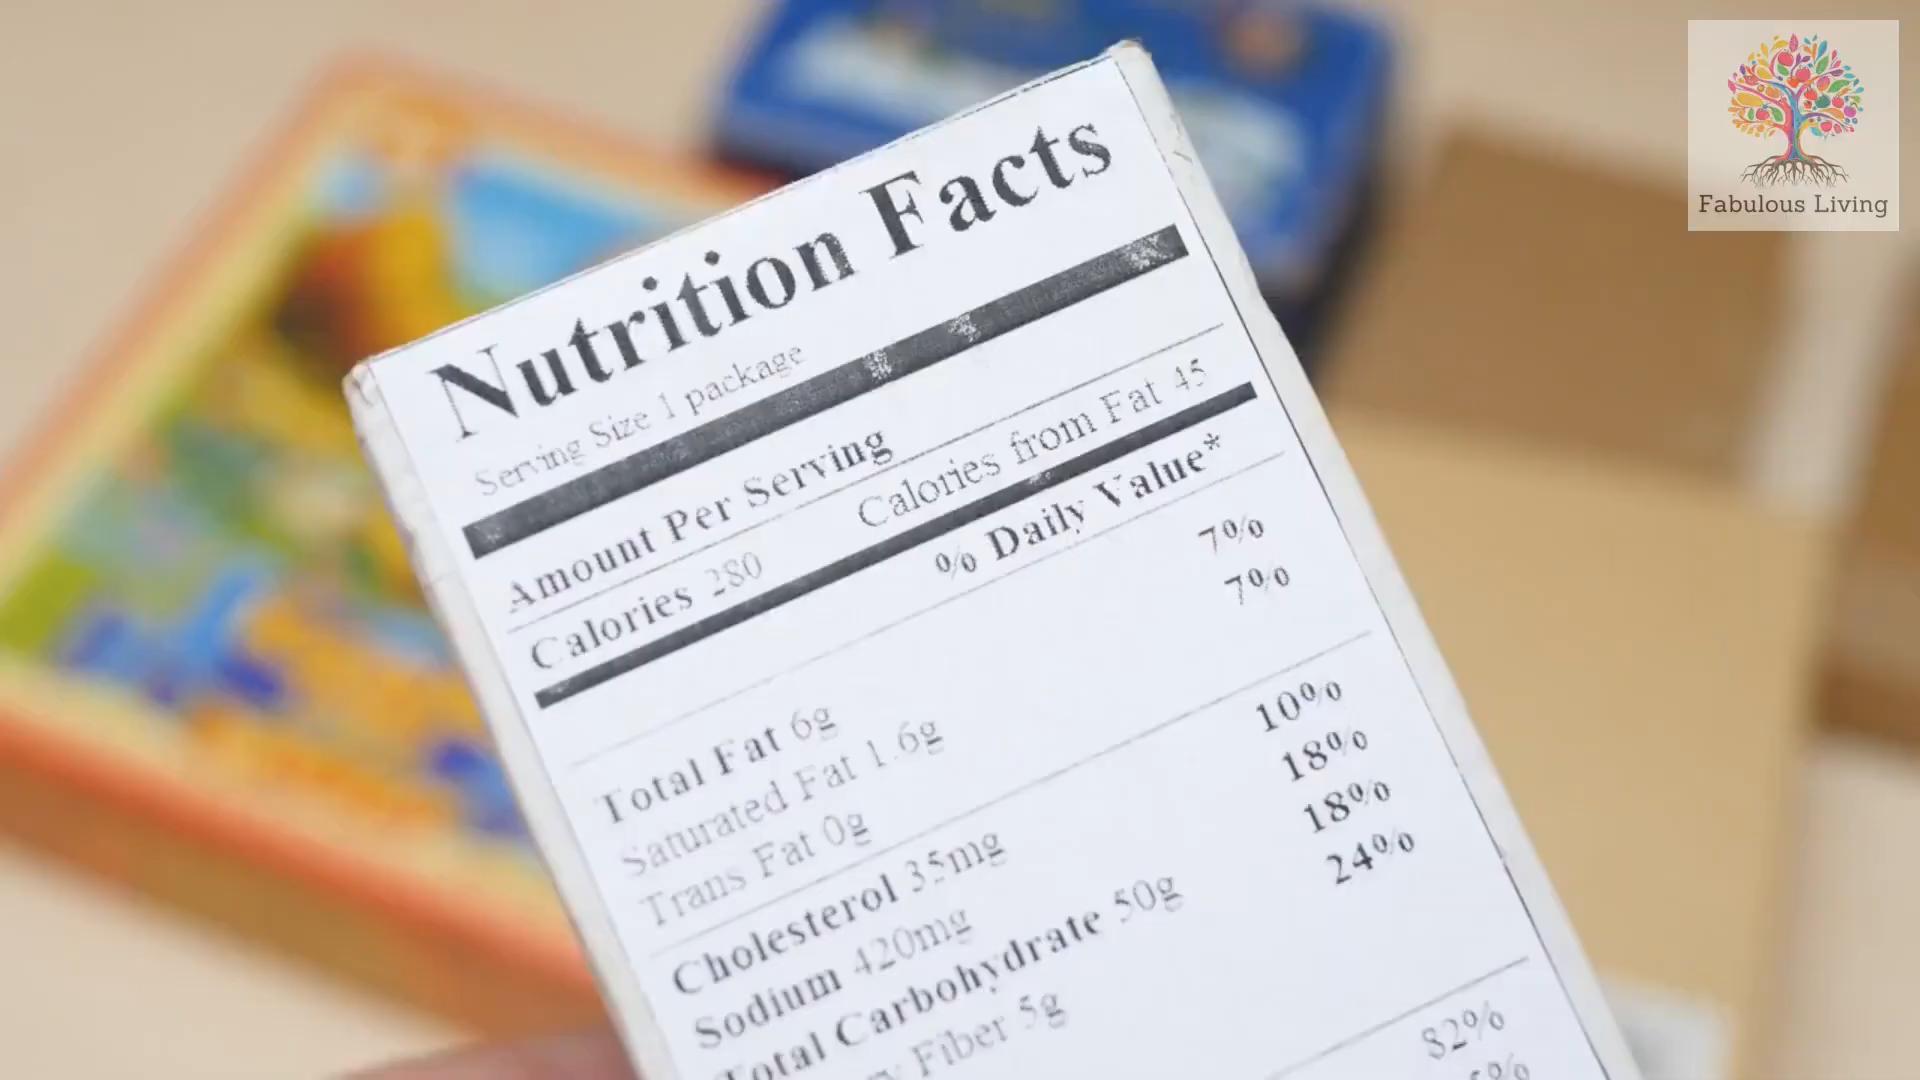 Fabulous Living
Nutrition Facts
Serving Size 1 package
Amount Per Serving
Calories 280 Calories from Fat 45
% Daily Value*
Total Fat 6g 7%
Saturated Fat 1.6g 7%
Trans Fat 0g
Cholesterol 35mg 10%
Sodium 420mg 18%
Total Carbohydrate 50g 18%
Fiber 5g 24%
82%